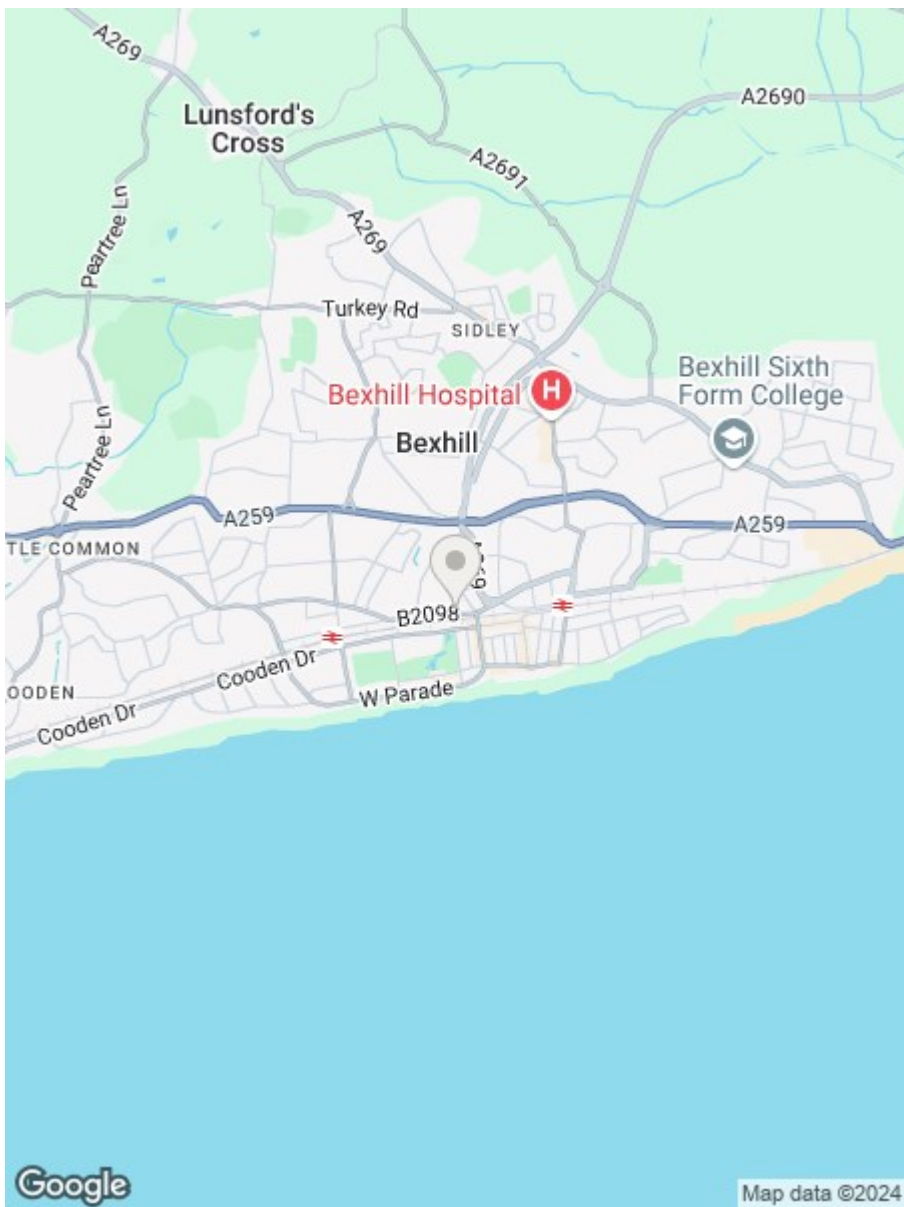 A269
A2690
Lunsford's
Cross
A2691
Peartree Ln
A269
Turkey Rd
SIDLEY
Bexhill Sixth
Form College
Bexhill Hospital
H
Bexhill
Peartree Ln
A259
A259
TLE COMMON
B2098
Cooden Dr
OODEN
W Parade
Cooden Dr
Google
Map data ©2024